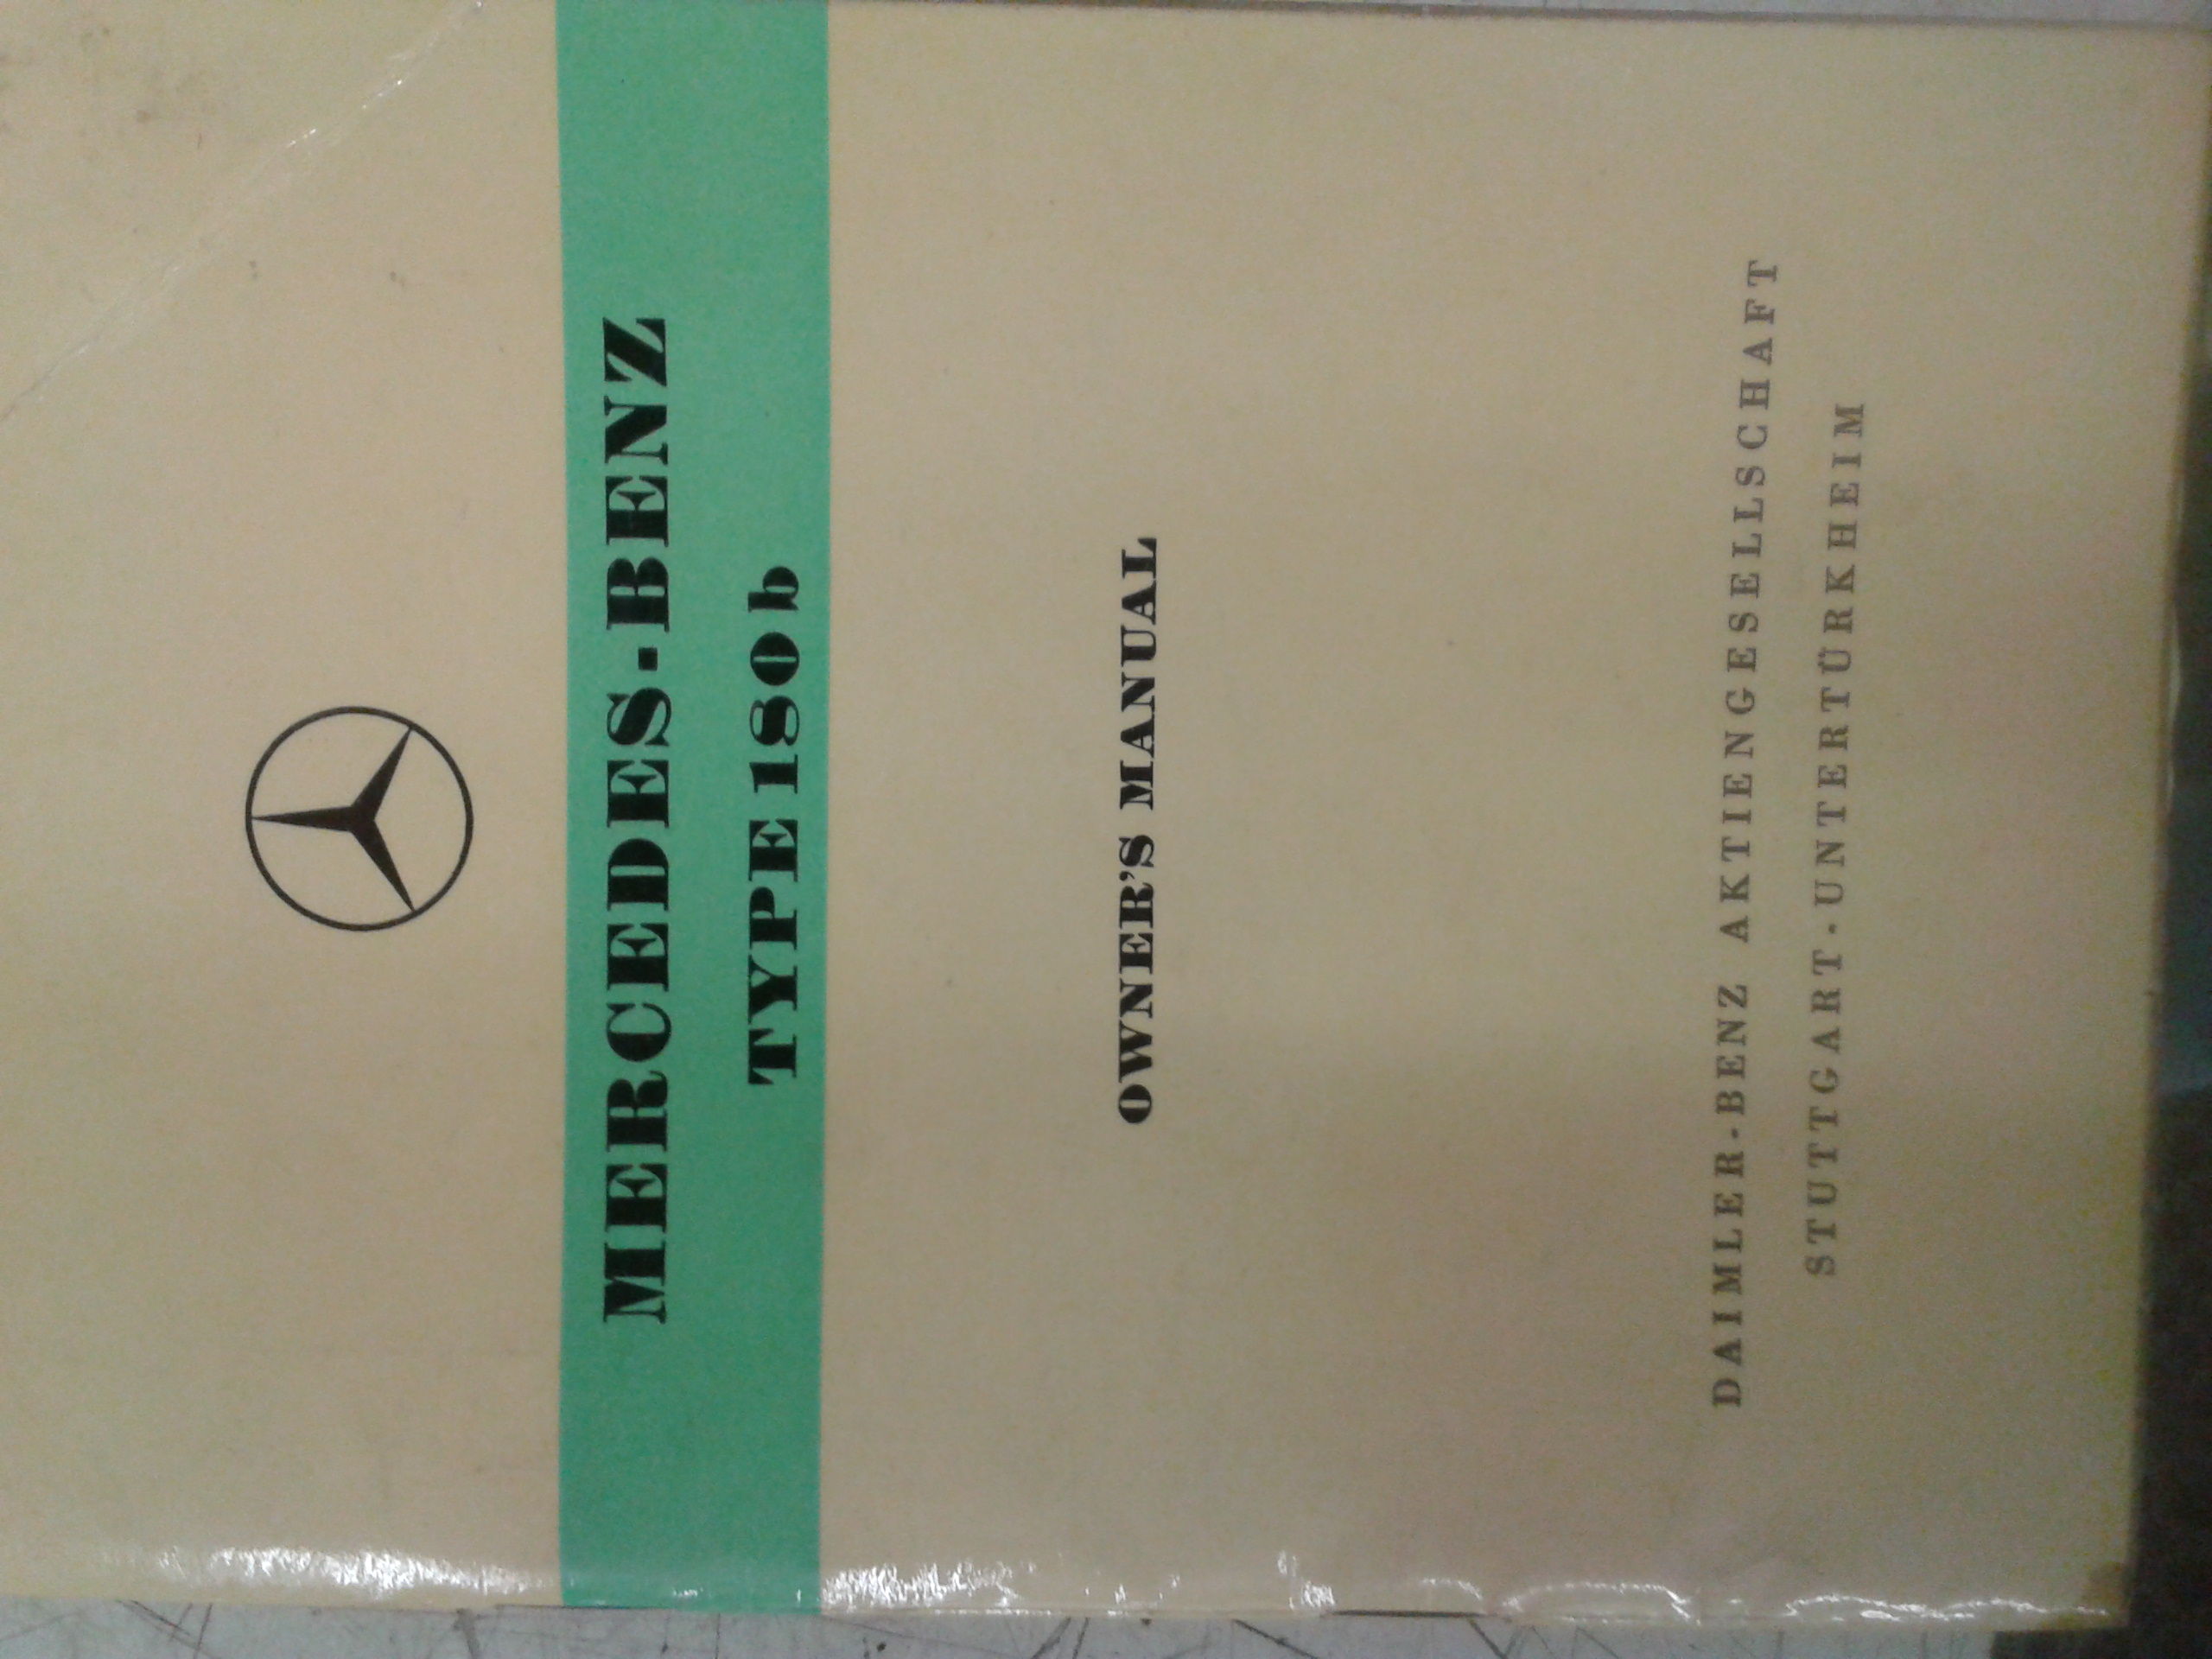 MERCEDES-BENZ
TYPE 180 b
OWNER'S MANUAL
DAIMLER-BENZ AKTIENGESELLSCHAFT
STUTTGART-UNTERTÜRKHEIM